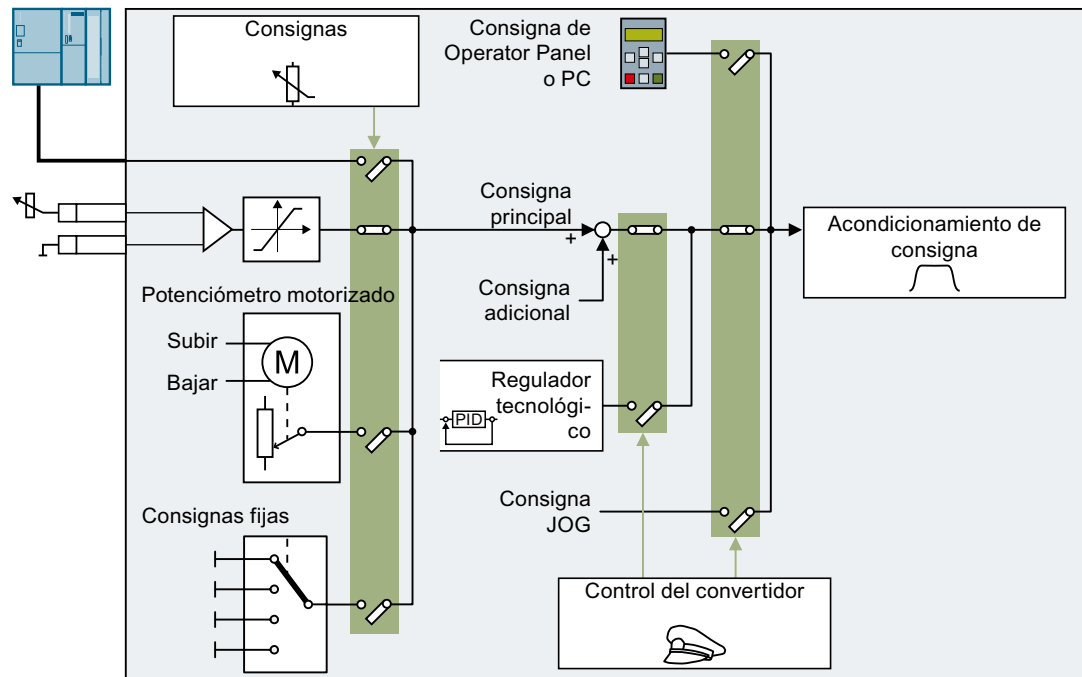 Consignas
Consigna de
Operator Panel
o PC
Consigna
principal
+
+
Acondicionamiento de
consigna
Consigna
adicional
Potenciómetro motorizado
Subir
M
Bajar
Regulador
tecnológi-
co
PID
Consigna
JOG
Consignas fijas
Control del convertidor